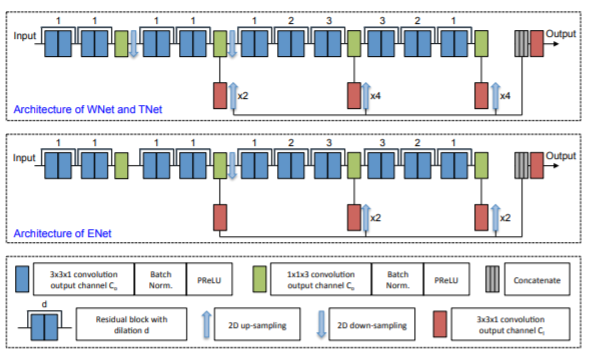 1 1 1 1 1 2 3 3 2 1
Input
Output
x2 x4 x4
Architecture of WNet and TNet
1 1 1 1 1 2 3 3 2 1
Input
Output
x2 x2
Architecture of ENet
3x3x1 convolution
output channel Co
Batch
Norm.
PReLU
1x1x3 convolution
output channel Co
Batch
Norm.
PReLU
Concatenate
d
Residual block with
dilation d
2D up-sampling
2D down-sampling
3x3x1 convolution
output channel Cl